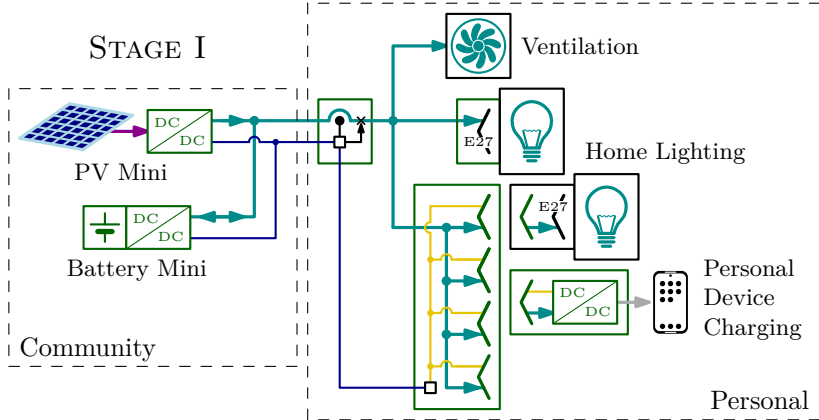 STAGE I
Ventilation
DC
DC
PV Mini
E27
Home Lighting
E27
DC
DC
Battery Mini
Personal
Device
Charging
DC
DC
Community
Personal